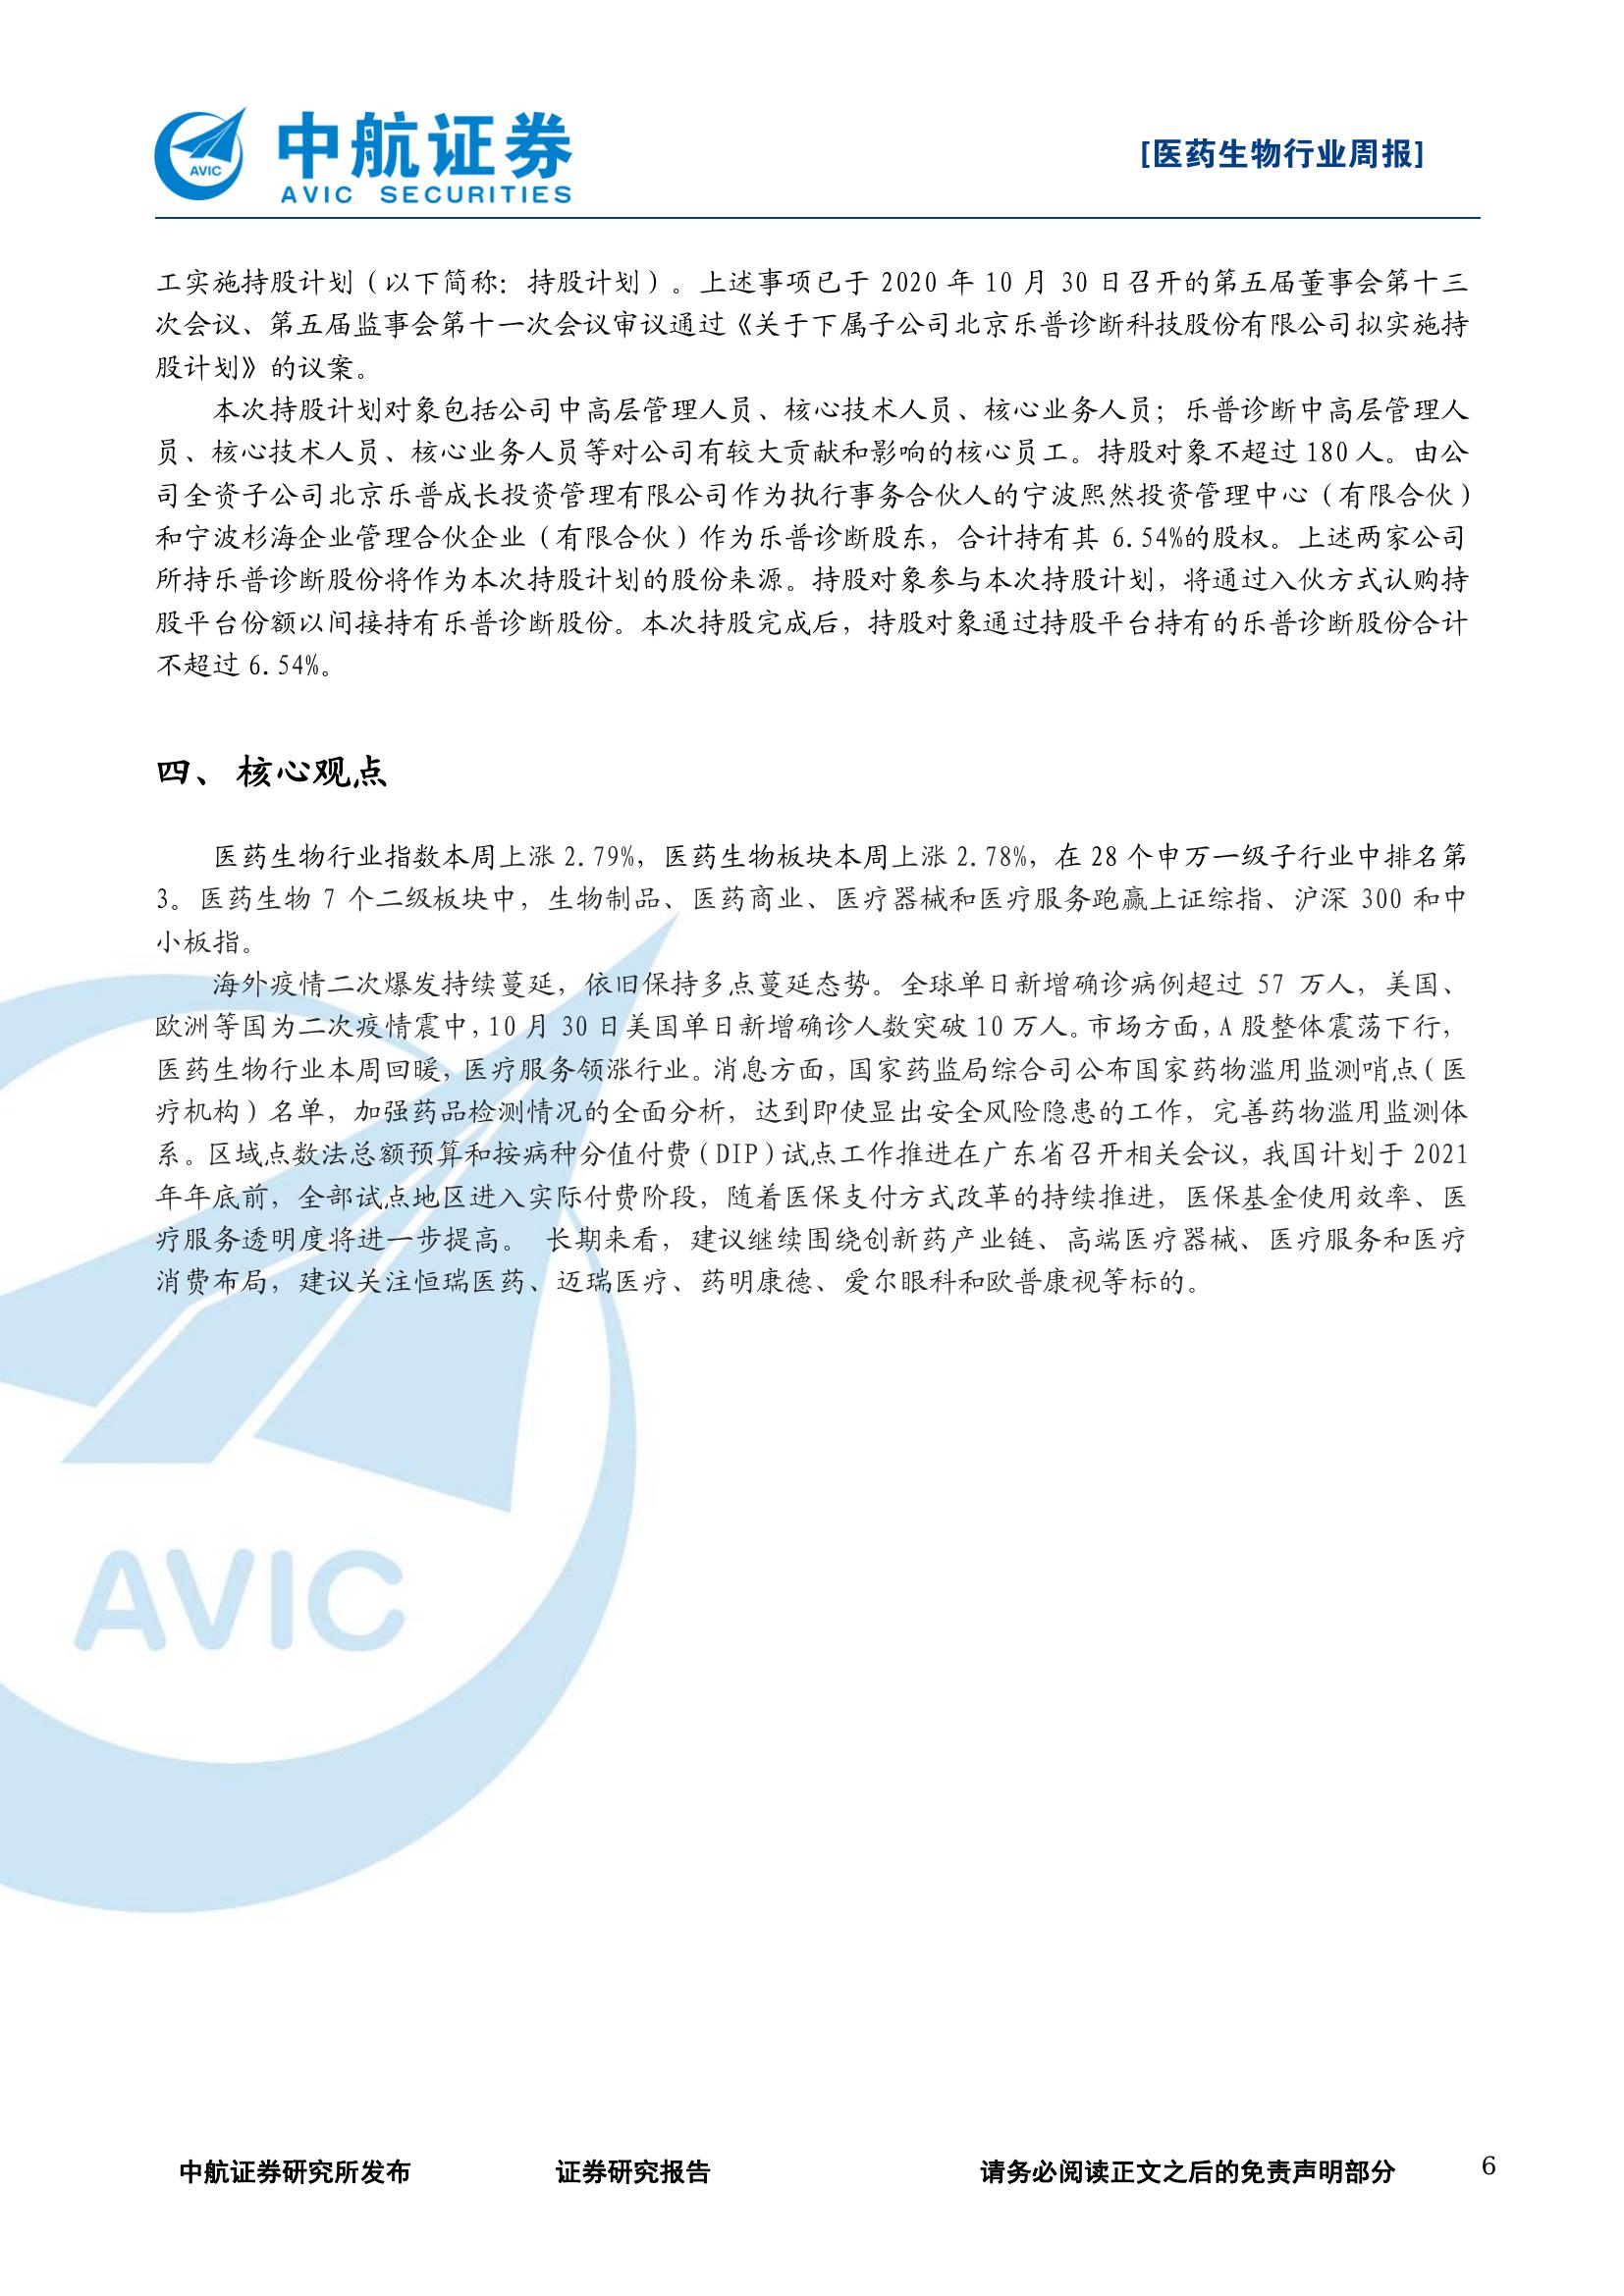 AVIC
中航证券
AVIC SECURITIES
[医药生物行业周报]
工实施持股计划（以下简称：持股计划）。上述事项已于 2020 年 10 月 30 日召开的第五届董事会第十三
次会议、第五届监事会第十一次会议审议通过《关于下属子公司北京乐普诊断科技股份有限公司拟实施持
股计划》的议案。
本次持股计划对象包括公司中高层管理人员、核心技术人员、核心业务人员；乐普诊断中高层管理人
员、核心技术人员、核心业务人员等对公司有较大贡献和影响的核心员工。持股对象不超过 180 人。由公
司全资子公司北京乐普成长投资管理有限公司作为执行事务合伙人的宁波熙然投资管理中心（有限合伙）
和宁波杉海企业管理合伙企业（有限合伙）作为乐普诊断股东，合计持有其 6.54%的股权。上述两家公司
所持乐普诊断股份将作为本次持股计划的股份来源。持股对象参与本次持股计划，将通过入伙方式认购持
股平台份额以间接持有乐普诊断股份。本次持股完成后，持股对象通过持股平台持有的乐普诊断股份合计
不超过 6.54%。
四、 核心观点
医药生物行业指数本周上涨 2.79%，医药生物板块本周上涨 2.78%，在 28 个申万一级子行业中排名第
3。医药生物 7 个二级板块中，生物制品、医药商业、医疗器械和医疗服务跑赢上证综指、沪深 300 和中
小板指。
海外疫情二次爆发持续蔓延，依旧保持多点蔓延态势。全球单日新增确诊病例超过 57 万人，美国、
欧洲等国为二次疫情震中，10 月 30 日美国单日新增确诊人数突破 10 万人。市场方面，A 股整体震荡下行，
医药生物行业本周回暖，医疗服务领涨行业。消息方面，国家药监局综合司公布国家药物滥用监测哨点（医
疗机构）名单，加强药品检测情况的全面分析，达到即使显出安全风险隐患的工作，完善药物滥用监测体
系。区域点数法总额预算和按病种分值付费（DIP）试点工作推进在广东省召开相关会议，我国计划于 2021
年年底前，全部试点地区进入实际付费阶段，随着医保支付方式改革的持续推进，医保基金使用效率、医
疗服务透明度将进一步提高。 长期来看，建议继续围绕创新药产业链、高端医疗器械、医疗服务和医疗
消费布局，建议关注恒瑞医药、迈瑞医疗、药明康德、爱尔眼科和欧普康视等标的。
AVIC
中航证券研究所发布 证券研究报告 请务必阅读正文之后的免责声明部分 6